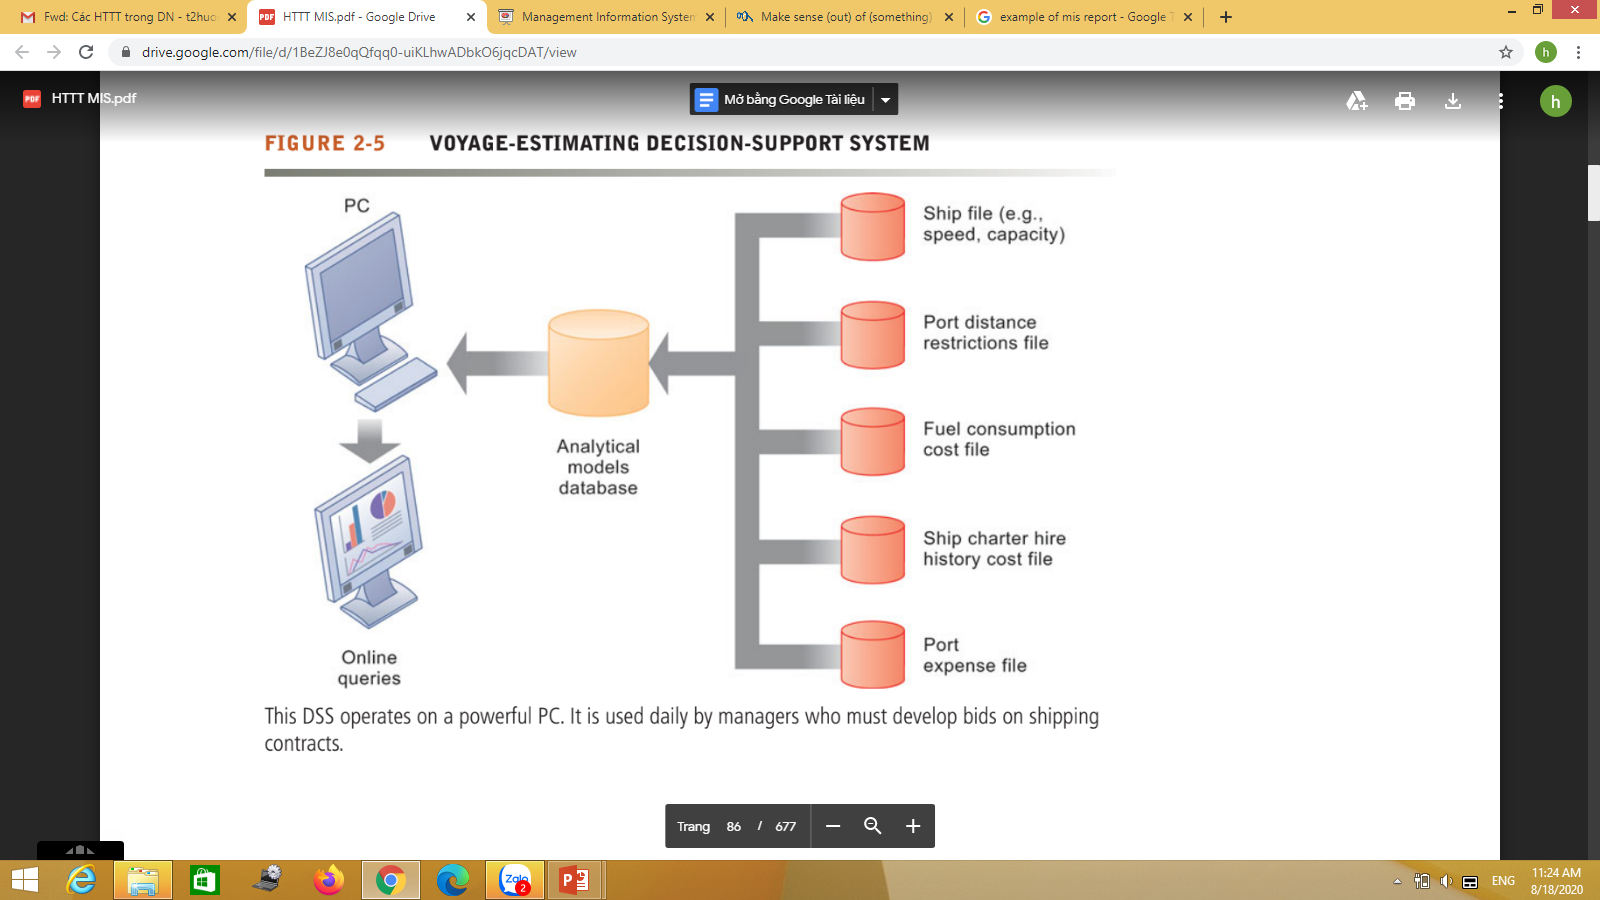 Fwd: Các HTTT trong DN - t2huo
HTTT MIS.pdf - Google Drive
Management Information System
Make sense (out) of (something)
example of mis report - Google T
drive.google.com/file/d/1BeZJ8e0qQfqq0-uiKLhwADbkO6jqcDAT/view
h
PDF HTTT MIS.pdf
Mở bằng Google Tài liệu
h
FIGURE 2-5 VOYAGE-ESTIMATING DECISION-SUPPORT SYSTEM
PC
Ship file (e.g.,
speed, capacity)
Port distance
restrictions file
Fuel consumption
cost file
Analytical
models
database
Ship charter hire
history cost file
Port
expense file
Online
queries
This DSS operates on a powerful PC. It is used daily by managers who must develop bids on shipping
contracts.
Trang 86 / 677
Zalo
2
ENG
11:24 AM
8/18/2020